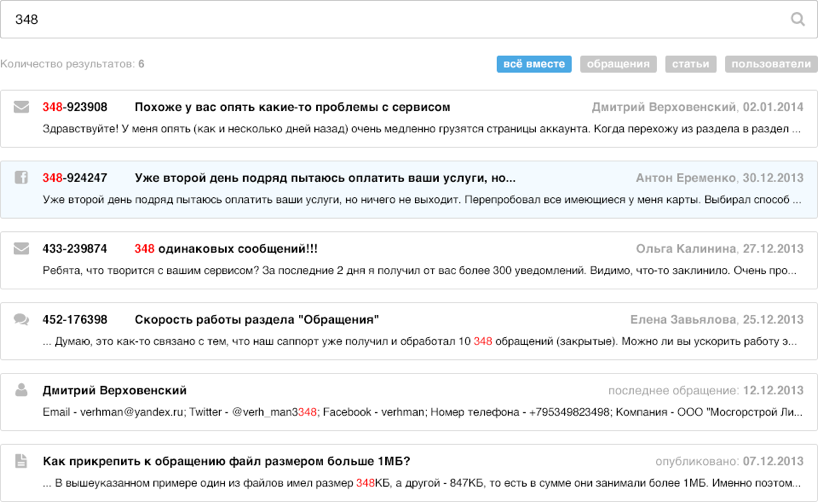 348
Количество результатов: 6 всё вместе обращения статьи пользователи
348-923908 Похоже у вас опять какие-то проблемы с сервисом Дмитрий Верховенский, 02.01.2014
Здравствуйте! У меня опять (как и несколько дней назад) очень медленно грузятся страницы аккаунта. Когда перехожу из раздела в раздел ...
348-924247 Уже второй день подряд пытаюсь оплатить ваши услуги, но... Антон Еременко, 30.12.2013
Уже второй день подряд пытаюсь оплатить ваши услуги, но ничего не выходит. Перепробовал все имеющиеся у меня карты. Выбирал способ ...
433-239874 348 одинаковых сообщений!!! Ольга Калинина, 27.12.2013
Ребята, что творится с вашим сервисом? За последние 2 дня я получил от вас более 300 уведомлений. Видимо, что-то заклинило. Очень про...
452-176398 Скорость работы раздела "Обращения" Елена Завьялова, 25.12.2013
... Думаю, это как-то связано с тем, что наш саппорт уже получил и обработал 10 348 обращений (закрытые). Можно ли вы ускорить работу э...
Дмитрий Верховенский последнее обращение: 12.12.2013
Email - verhman@yandex.ru; Twitter - @verh_man3348; Facebook - verhman; Номер телефона - +795349823498; Компания - ООО "Мосгорстрой Ли...
Как прикрепить к обращению файл размером больше 1МБ? опубликовано: 07.12.2013
... В вышеуказанном примере один из файлов имел размер 348КБ, а другой - 847КБ, то есть в сумме они занимали более 1МБ. Именно поэтом...